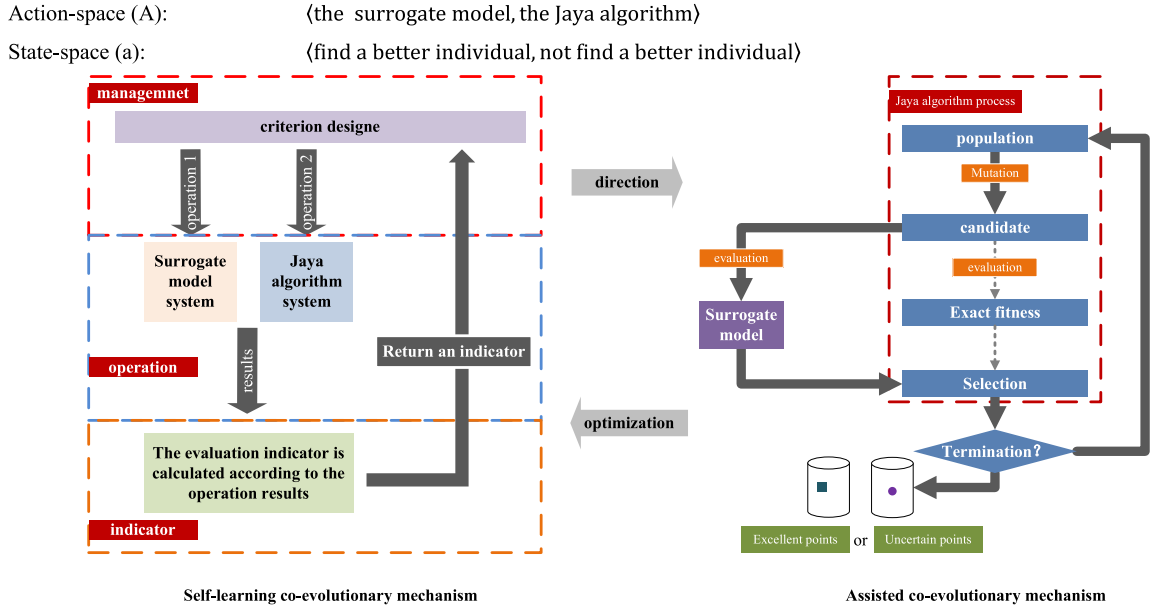 Action-space (A): ⟨the surrogate model, the Jaya algorithm⟩
State-space (a): ⟨find a better individual, not find a better individual⟩
managemnet
criterion designe
operation 1
operation 2
Surrogate
model
system
Jaya
algorithm
system
results
Return an indicator
operation
The evaluation indicator is
calculated according to the
operation results
indicator
Self-learning co-evolutionary mechanism
direction
optimization
Jaya algorithm process
population
Mutation
candidate
evaluation
evaluation
Surrogate
model
Exact fitness
Selection
Termination?
Excellent points or Uncertain points
Assisted co-evolutionary mechanism